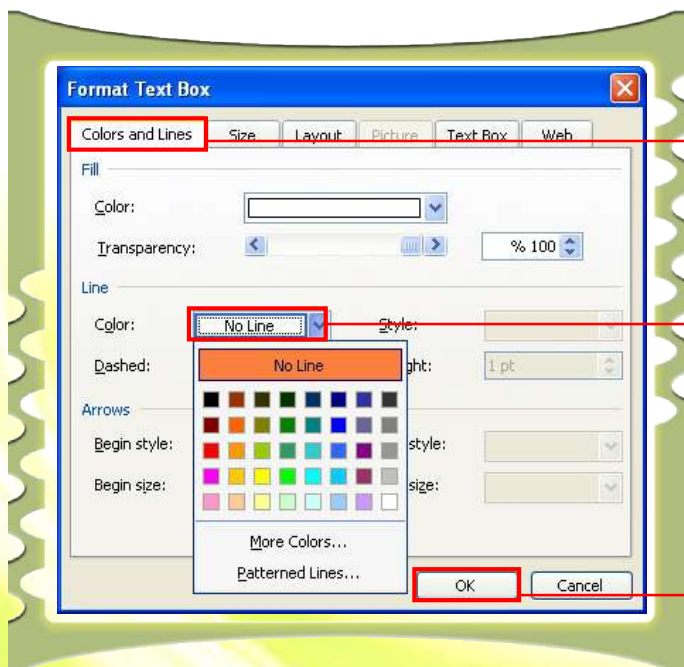 Format Text Box
Colors and Lines Size Layout Picture Text Box Web
Fill
Color:
Transparency: % 100
Line
Color: No Line Style:
Dashed: No Line ght: 1 pt
Arrows
Begin style: style:
Begin size: size:
More Colors...
Patterned Lines...
OK Cancel